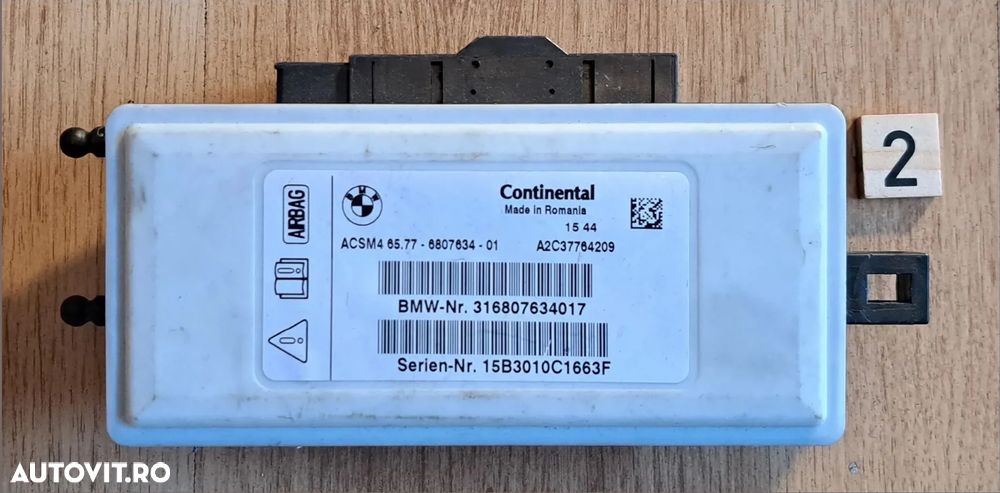 AIRBAG
BMW
Continental
Made in Romania
15 44
ACSM4 65.77 - 6807634 - 01 A2C37764209
BMW-Nr. 316807634017
Serien-Nr. 15B3010C1663F
2
AUTOVIT.RO